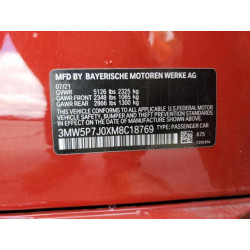 MFD BY BAYERISCHE MOTOREN WERKE AG
07/21
GVWR 5126 lbs 2325 kg
GAWR FRONT 2348 lbs 1065 kg
GAWR REAR 2866 lbs 1300 kg
THIS VEHICLE CONFORMS TO ALL APPLICABLE FEDERAL MOTOR
VEHICLE SAFETY, BUMPER, AND THEFT PREVENTION STANDARDS
IN EFFECT ON THE DATE OF MANUFACTURE SHOWN ABOVE.
3MW5P7J0XM8C18769 TYPE: PASSENGER CAR
A75